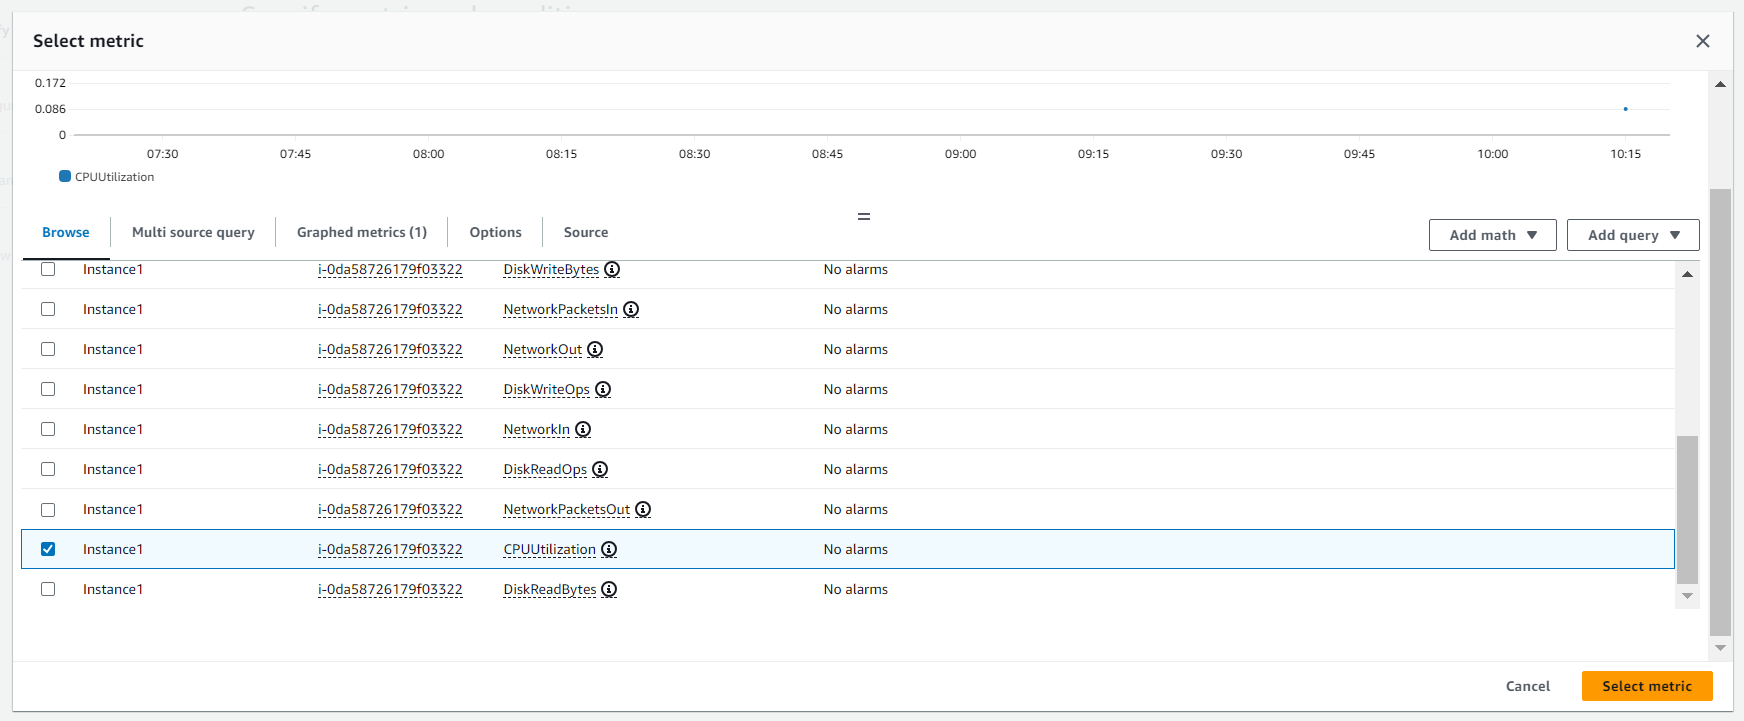 Select metric
0.172
0.086
0
07:30 07:45 08:00 08:15 08:30 08:45 09:00 09:15 09:30 09:45 10:00 10:15
CPUUtilization
Browse Multi source query Graphed metrics (1) Options Source Add math Add query
Instance1 i-0da58726179f03322 DiskWriteBytes No alarms
Instance1 i-0da58726179f03322 NetworkPacketsIn No alarms
Instance1 i-0da58726179f03322 NetworkOut No alarms
Instance1 i-0da58726179f03322 DiskWriteOps No alarms
Instance1 i-0da58726179f03322 NetworkIn No alarms
Instance1 i-0da58726179f03322 DiskReadOps No alarms
Instance1 i-0da58726179f03322 NetworkPacketsOut No alarms
Instance1 i-0da58726179f03322 CPUUtilization No alarms
Instance1 i-0da58726179f03322 DiskReadBytes No alarms
Cancel Select metric